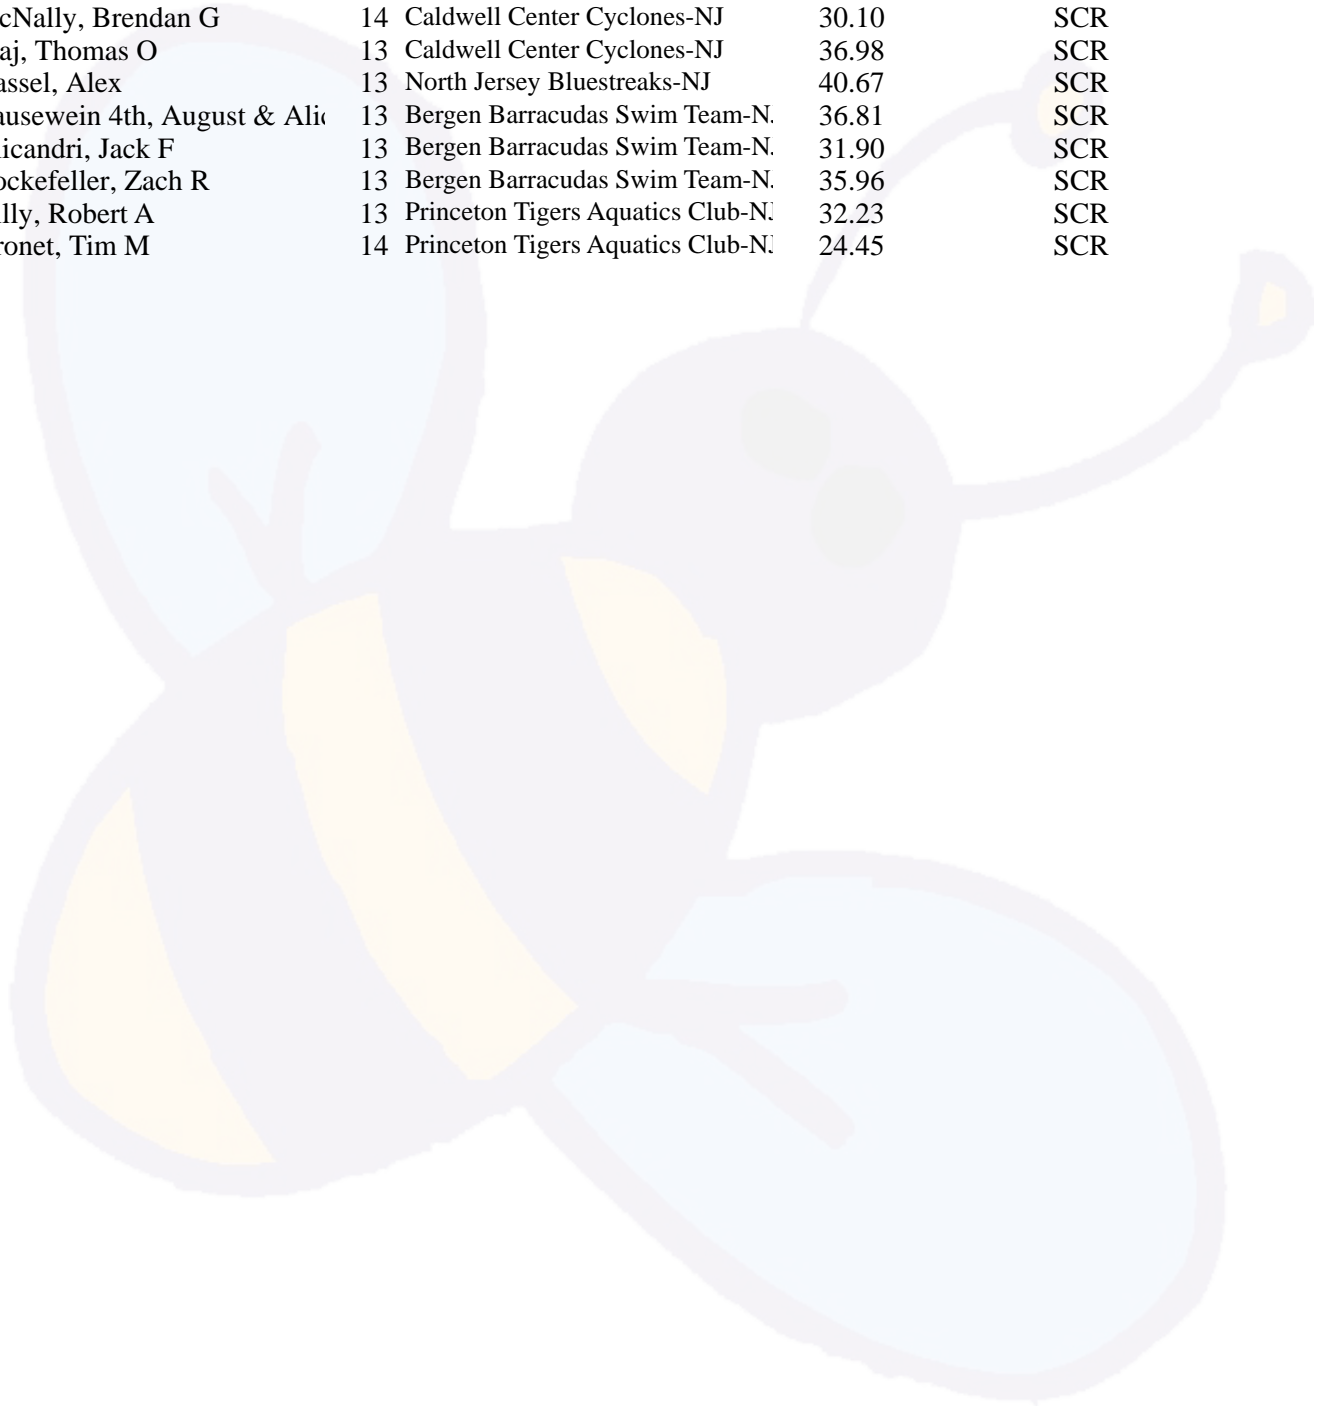 cNally, Brendan G 14 Caldwell Center Cyclones-NJ 30.10 SCR
aj, Thomas O 13 Caldwell Center Cyclones-NJ 36.98 SCR
assel, Alex 13 North Jersey Bluestreaks-NJ 40.67 SCR
ausewein 4th, August & Alic 13 Bergen Barracudas Swim Team-N. 36.81 SCR
licandri, Jack F 13 Bergen Barracudas Swim Team-N. 31.90 SCR
ockefeller, Zach R 13 Bergen Barracudas Swim Team-N. 35.96 SCR
lly, Robert A 13 Princeton Tigers Aquatics Club-NJ 32.23 SCR
ronet, Tim M 14 Princeton Tigers Aquatics Club-NJ 24.45 SCR